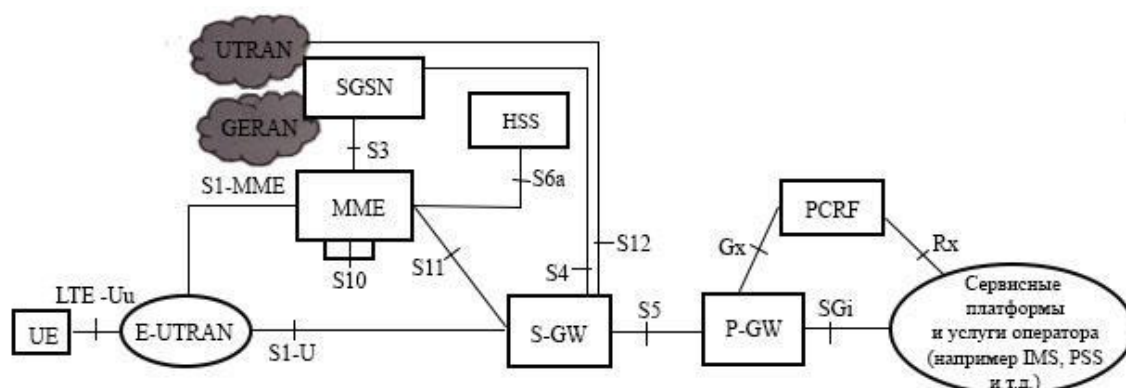 UTRAN
SGSN
GERAN
HSS
S3
S6a
S1-MME
MME
PCRF
S12
Gx
Rx
S10
S11
S4
LTE -Uu
S5
SGi
UE
E-UTRAN
S1-U
S-GW
P-GW
Сервисные
платформы
и услуги оператора
(например IMS, PSS
и т.д.)